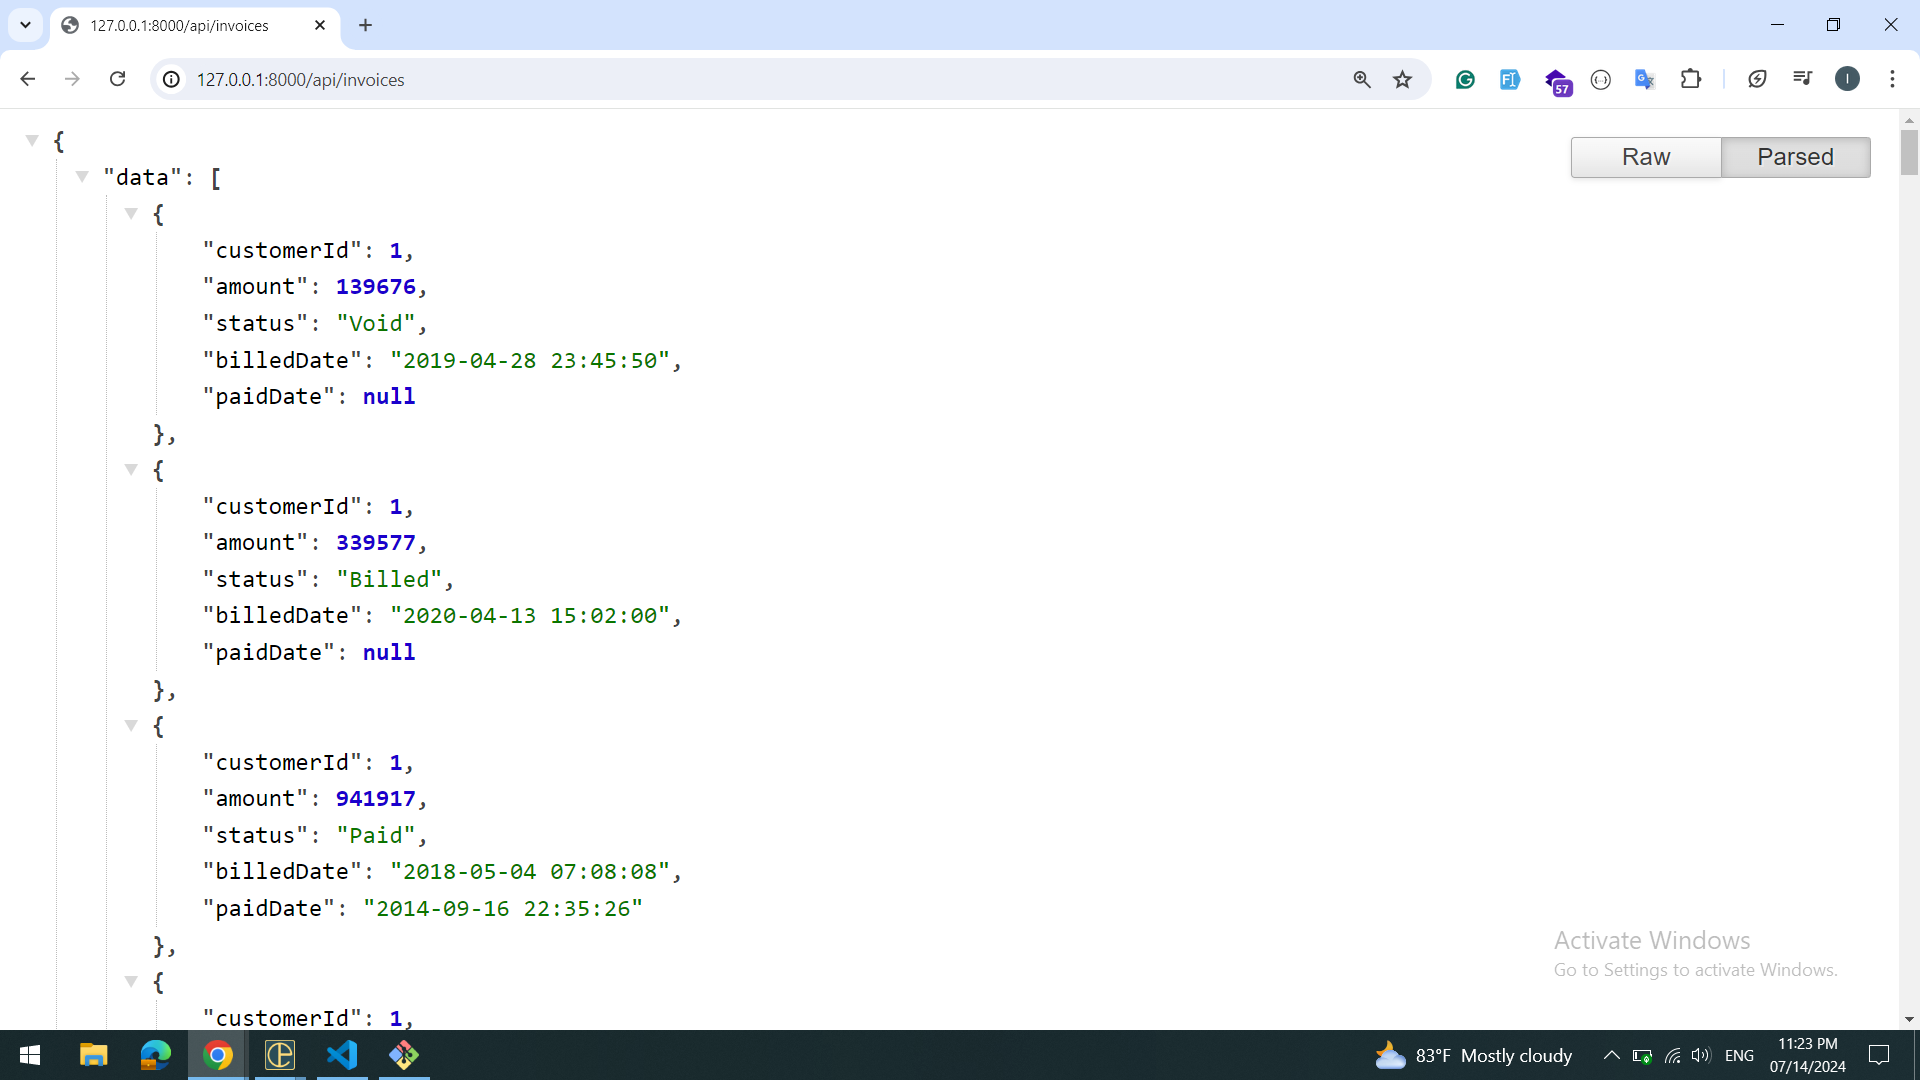 127.0.0.1:8000/api/invoices
127.0.0.1:8000/api/invoices
57
I
Raw
Parsed
{
"data": [
{
"customerId": 1,
"amount": 139676,
"status": "Void",
"billedDate": "2019-04-28 23:45:50",
"paidDate": null
},
{
"customerId": 1,
"amount": 339577,
"status": "Billed",
"billedDate": "2020-04-13 15:02:00",
"paidDate": null
},
{
"customerId": 1,
"amount": 941917,
"status": "Paid",
"billedDate": "2018-05-04 07:08:08",
"paidDate": "2014-09-16 22:35:26"
},
{
"customerId": 1,
Activate Windows
Go to Settings to activate Windows.
83°F Mostly cloudy
ENG
11:23 PM
07/14/2024